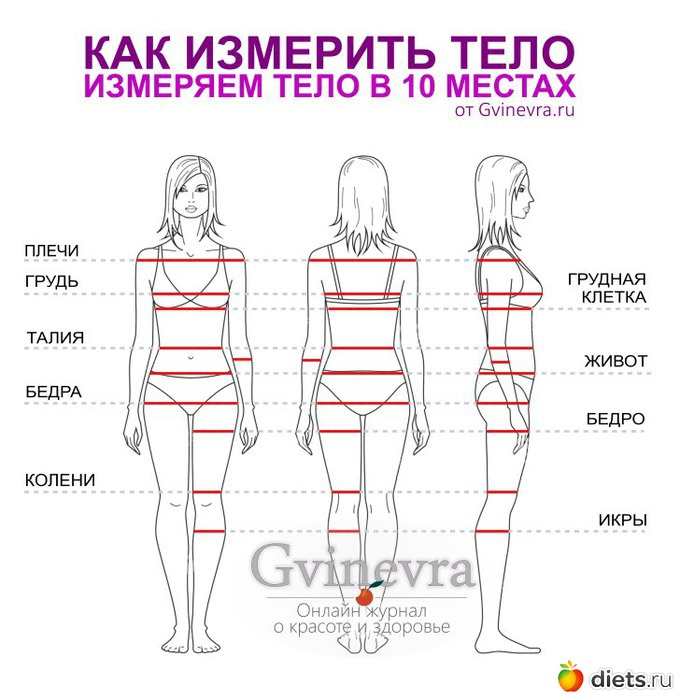 КАК ИЗМЕРИТЬ ТЕЛО
ИЗМЕРЯЕМ ТЕЛО В 10 МЕСТАХ
от Gvinevra.ru
ПЛЕЧИ
ГРУДЬ
ГРУДНАЯ
КЛЕТКА
ТАЛИЯ
ЖИВОТ
БЕДРА
БЕДРО
КОЛЕНИ
ИКРЫ
Gvinevra
Онлайн журнал
о красоте и здоровье
diets.ru